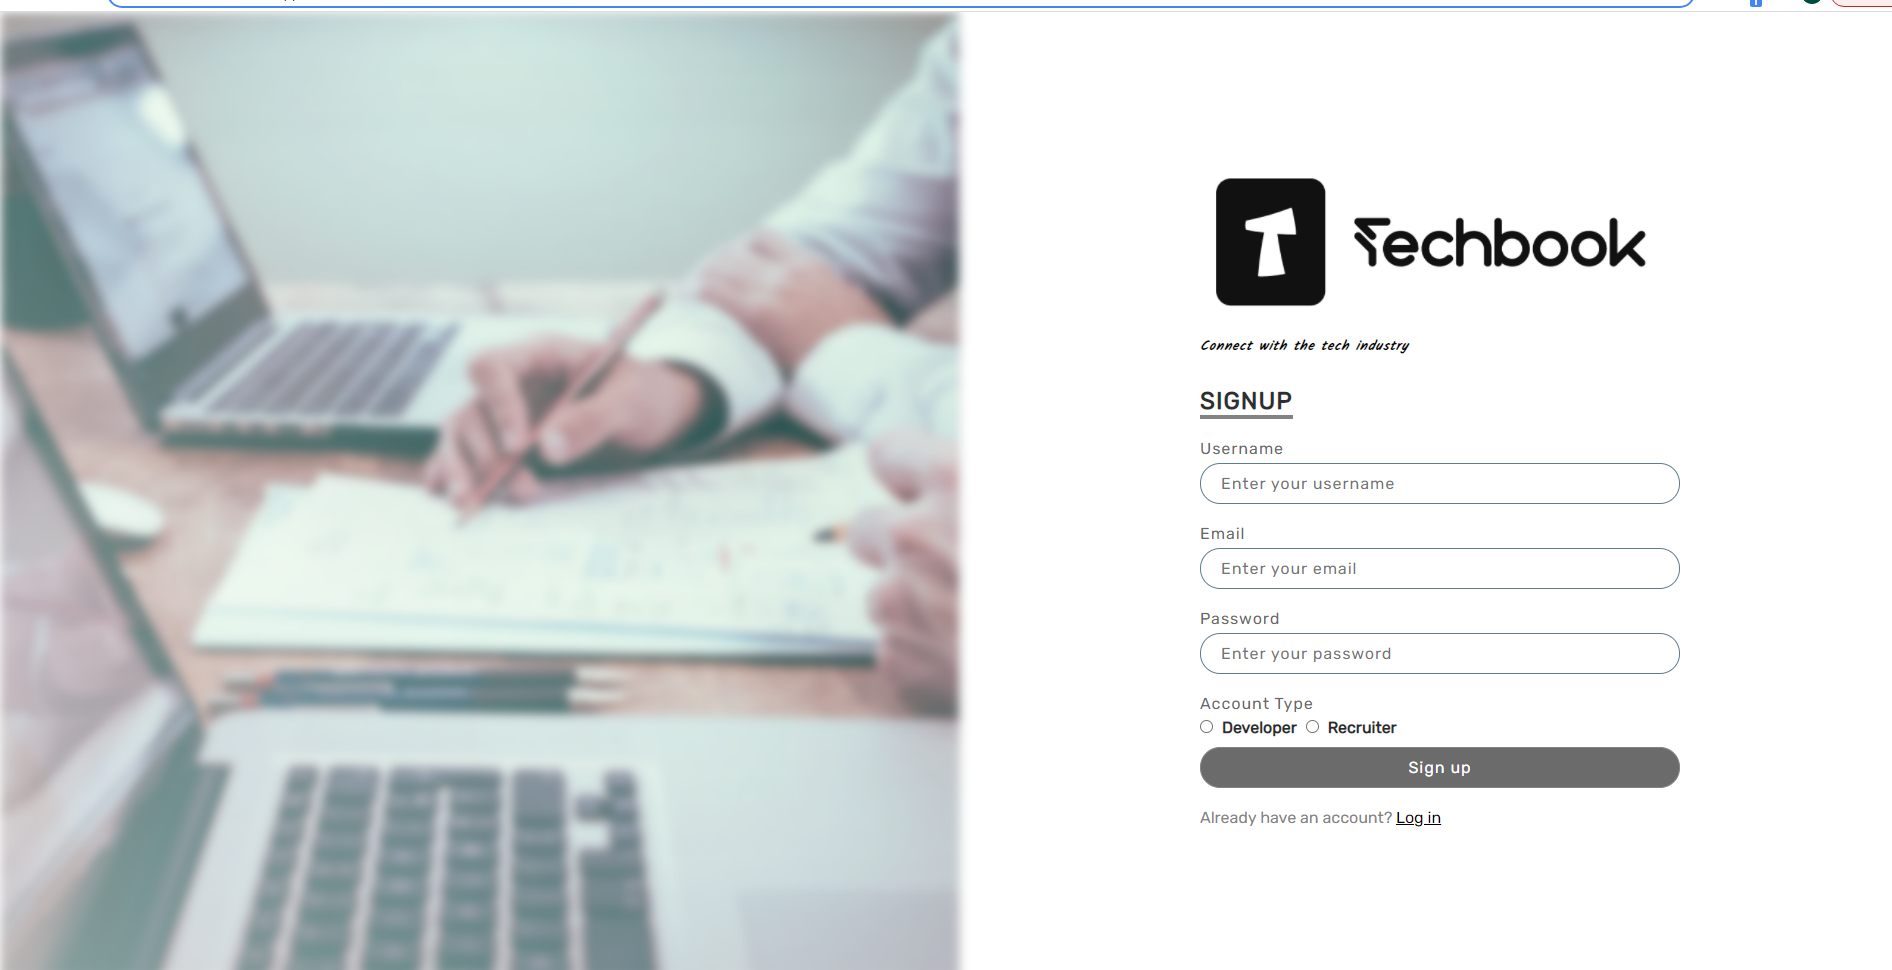 T Techbook
Connect with the tech industry
SIGNUP
Username
Enter your username
Email
Enter your email
Password
Enter your password
Account Type
Developer Recruiter
Sign up
Already have an account? Log in